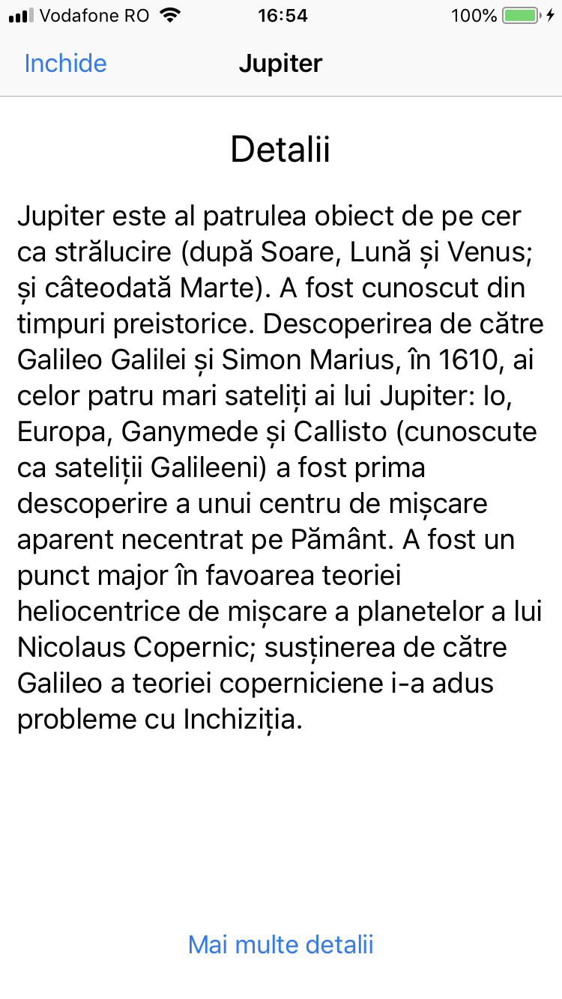 Vodafone RO 16:54 100%
Inchide Jupiter
Detalii
Jupiter este al patrulea obiect de pe cer
ca strălucire (după Soare, Lună și Venus;
și câteodată Marte). A fost cunoscut din
timpuri preistorice. Descoperirea de către
Galileo Galilei și Simon Marius, în 1610, ai
celor patru mari sateliți ai lui Jupiter: Io,
Europa, Ganymede și Callisto (cunoscute
ca sateliții Galileeni) a fost prima
descoperire a unui centru de mișcare
aparent necentrat pe Pământ. A fost un
punct major în favoarea teoriei
heliocentrice de mișcare a planetelor a lui
Nicolaus Copernic; susținerea de către
Galileo a teoriei coperniciene i-a adus
probleme cu Inchiziția.
Mai multe detalii